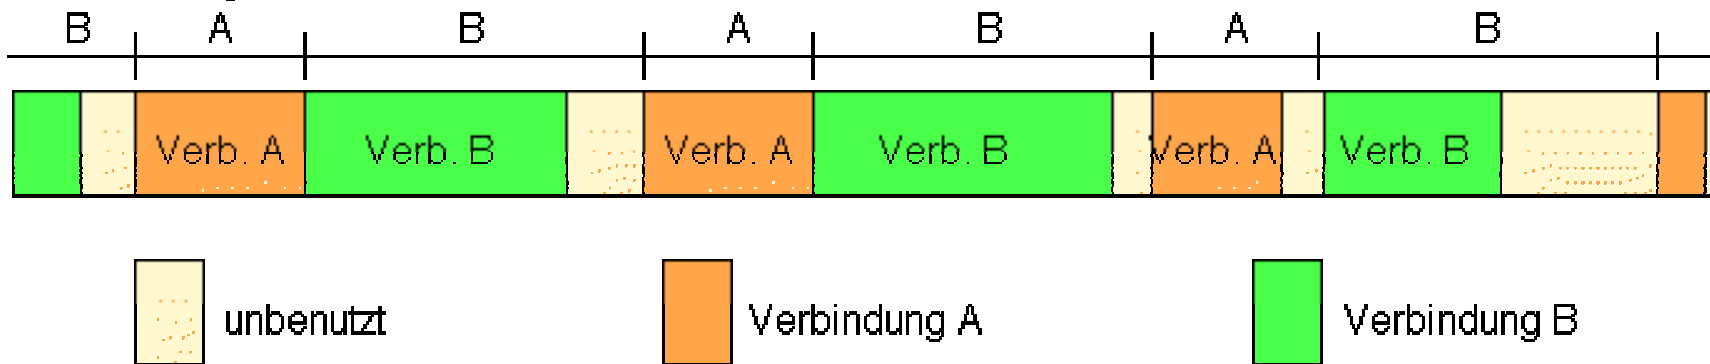 B A B A B A B
Verb. A Verb. B Verb. A Verb. B Verb. A Verb. B
unbenutzt Verbindung A Verbindung B